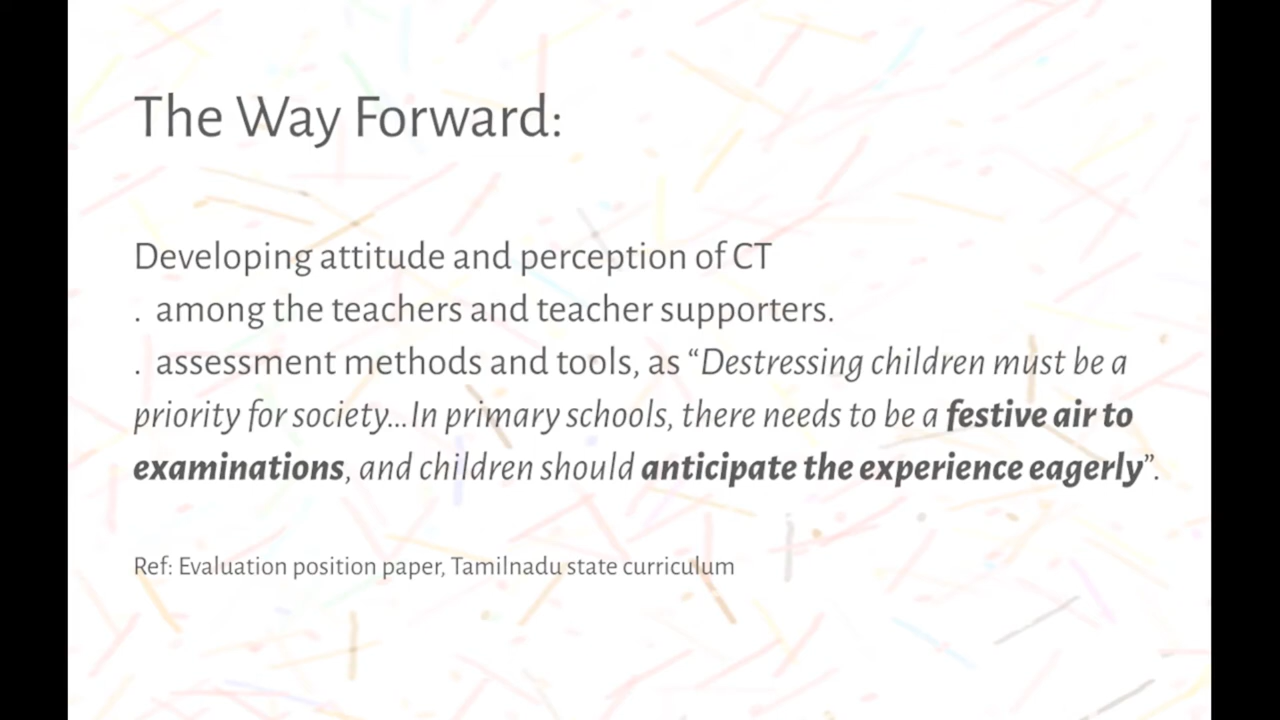 The Way Forward:
Developing attitude and perception of CT
. among the teachers and teacher supporters.
. assessment methods and tools, as “Destressing children must be a
priority for society...In primary schools, there needs to be a festive air to
examinations, and children should anticipate the experience eagerly”.
Ref: Evaluation position paper, Tamilnadu state curriculum